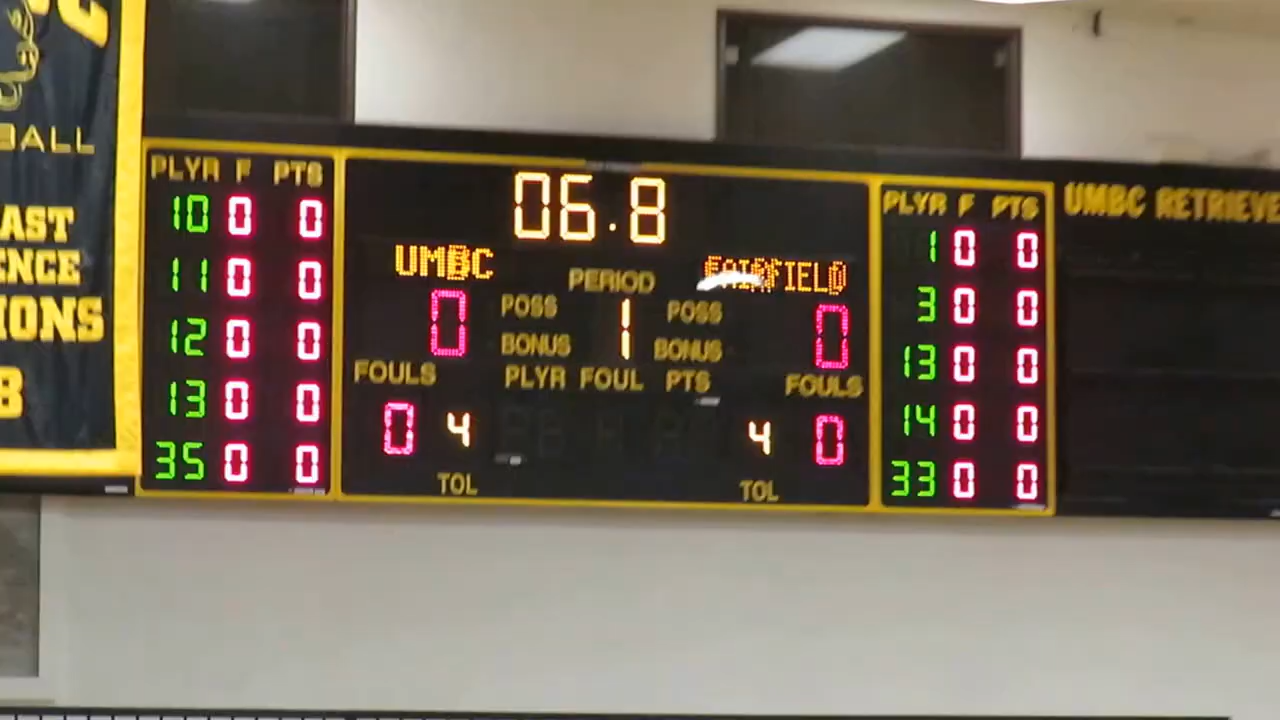 BALL
AST
ENCE
IONS
PLYR F PTS
10 0 0
11 0 0
12 0 0
13 0 0
35 0 0
06.8
UMBC
FAIRFIELD
PERIOD
0 POSS 1 POSS 0
BONUS BONUS
FOULS PLYR FOUL PTS FOULS
0 4 4 0
TOL TOL
PLYR F PTS
1 0 0
3 0 0
13 0 0
14 0 0
33 0 0
UMBC RETRIEVE